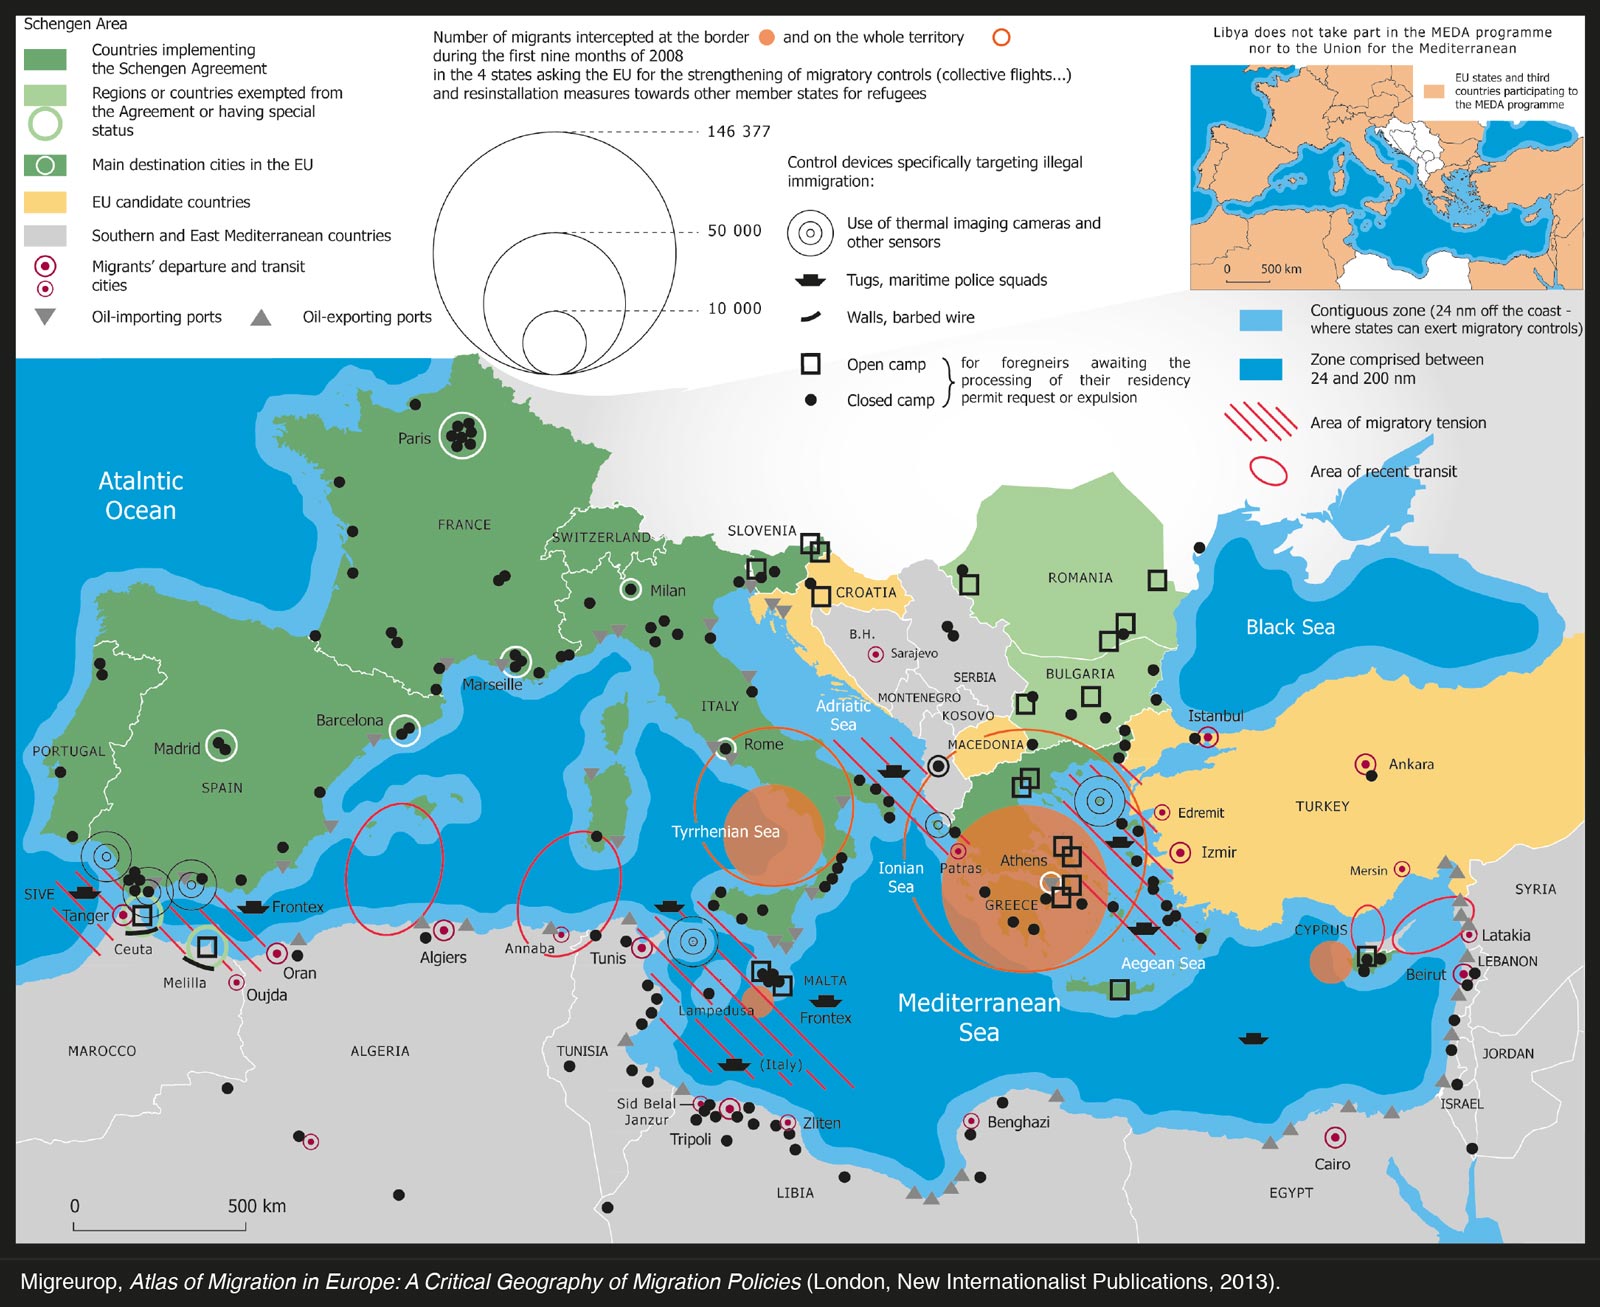 Schengen Area
Countries implementing
the Schengen Agreement
Regions or countries exempted from
the Agreement or having special
status
Main destination cities in the EU
EU candidate countries
Southern and East Mediterranean countries
Migrants' departure and transit
cities
Oil-importing ports
Oil-exporting ports
Number of migrants intercepted at the border and on the whole territory
during the first nine months of 2008
in the 4 states asking the EU for the strengthening of migratory controls (collective flights...)
and resinstallation measures towards other member states for refugees
146 377
50 000
10 000
Control devices specifically targeting illegal
immigration:
Use of thermal imaging cameras and
other sensors
Tugs, maritime police squads
Walls, barbed wire
Open camp
Closed camp
for foregneirs awaiting the
processing of their residency
permit request or expulsion
Libya does not take part in the MEDA programme
nor to the Union for the Mediterranean
EU states and third
countries participating to
the MEDA programme
0 500 km
Contiguous zone (24 nm off the coast -
where states can exert migratory controls)
Zone comprised between
24 and 200 nm
Area of migratory tension
Area of recent transit
Paris
Atalntic
Ocean
FRANCE
SWITZERLAND
SLOVENIA
Milan
CROATIA
ROMANIA
Black Sea
B.H.
Sarajevo
SERBIA
BULGARIA
Marseille
MONTENEGRO
KOSOVO
ITALY
Adriatic
Sea
Istanbul
Barcelona
Madrid
PORTUGAL
Rome
MACEDONIA
Ankara
SPAIN
TURKEY
Edremit
Tyrrhenian Sea
Izmir
Athens
Patras
Ionian
Sea
Mersin
SYRIA
SIVE
Frontex
GREECE
Tanger
Ceuta
CYPRUS
Latakia
Annaba
Tunis
Algiers
Oran
Aegean Sea
LEBANON
Beirut
Melilla
Oujda
MALTA
Lampedusa
Frontex
Mediterranean
Sea
MAROCCO
ALGERIA
TUNISIA
(Italy)
JORDAN
Sid Belal
Janzur
Tripoli
Zliten
Benghazi
ISRAEL
Cairo
LIBIA
EGYPT
0 500 km
Migreurop, Atlas of Migration in Europe: A Critical Geography of Migration Policies (London, New Internationalist Publications, 2013).